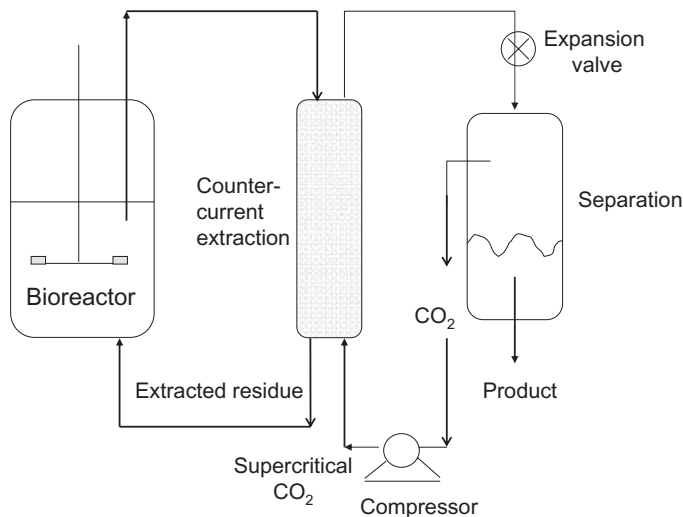 Expansion
valve
Counter-
current
extraction
Separation
Bioreactor
CO₂
Extracted residue
Product
Supercritical
CO₂
Compressor